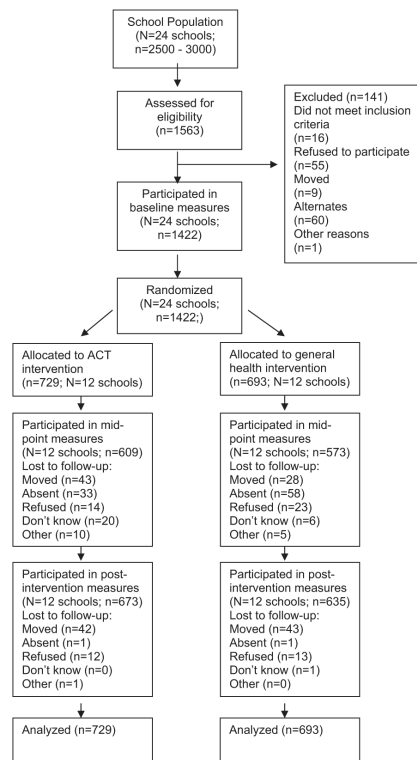 School Population
(N=24 schools;
n=2500 - 3000)
Assessed for
eligibility
(n=1563)
Excluded (n=141)
Did not meet inclusion
criteria
(n=16)
Refused to participate
(n=55)
Moved
(n=9)
Alternates
(n=60)
Other reasons
(n=1)
Participated in
baseline measures
(N=24 schools;
n=1422)
Randomized
(N=24 schools;
n=1422;)
Allocated to ACT
intervention
(n=729; N=12 schools)
Allocated to general
health intervention
(n=693; N=12 schools)
Participated in mid-
point measures
(N=12 schools; n=609)
Lost to follow-up:
Moved (n=43)
Absent (n=33)
Refused (n=14)
Don't know (n=20)
Other (n=10)
Participated in mid-
point measures
(N=12 schools; n=573)
Lost to follow-up:
Moved (n=28)
Absent (n=58)
Refused (n=23)
Don't know (n=6)
Other (n=5)
Participated in post-
intervention measures
(N=12 schools; n=673)
Lost to follow-up:
Moved (n=42)
Absent (n=1)
Refused (n=12)
Don't know (n=0)
Other (n=1)
Participated in post-
intervention measures
(N=12 schools; n=635)
Lost to follow-up:
Moved (n=43)
Absent (n=1)
Refused (n=13)
Don't know (n=1)
Other (n=0)
Analyzed (n=729)
Analyzed (n=693)